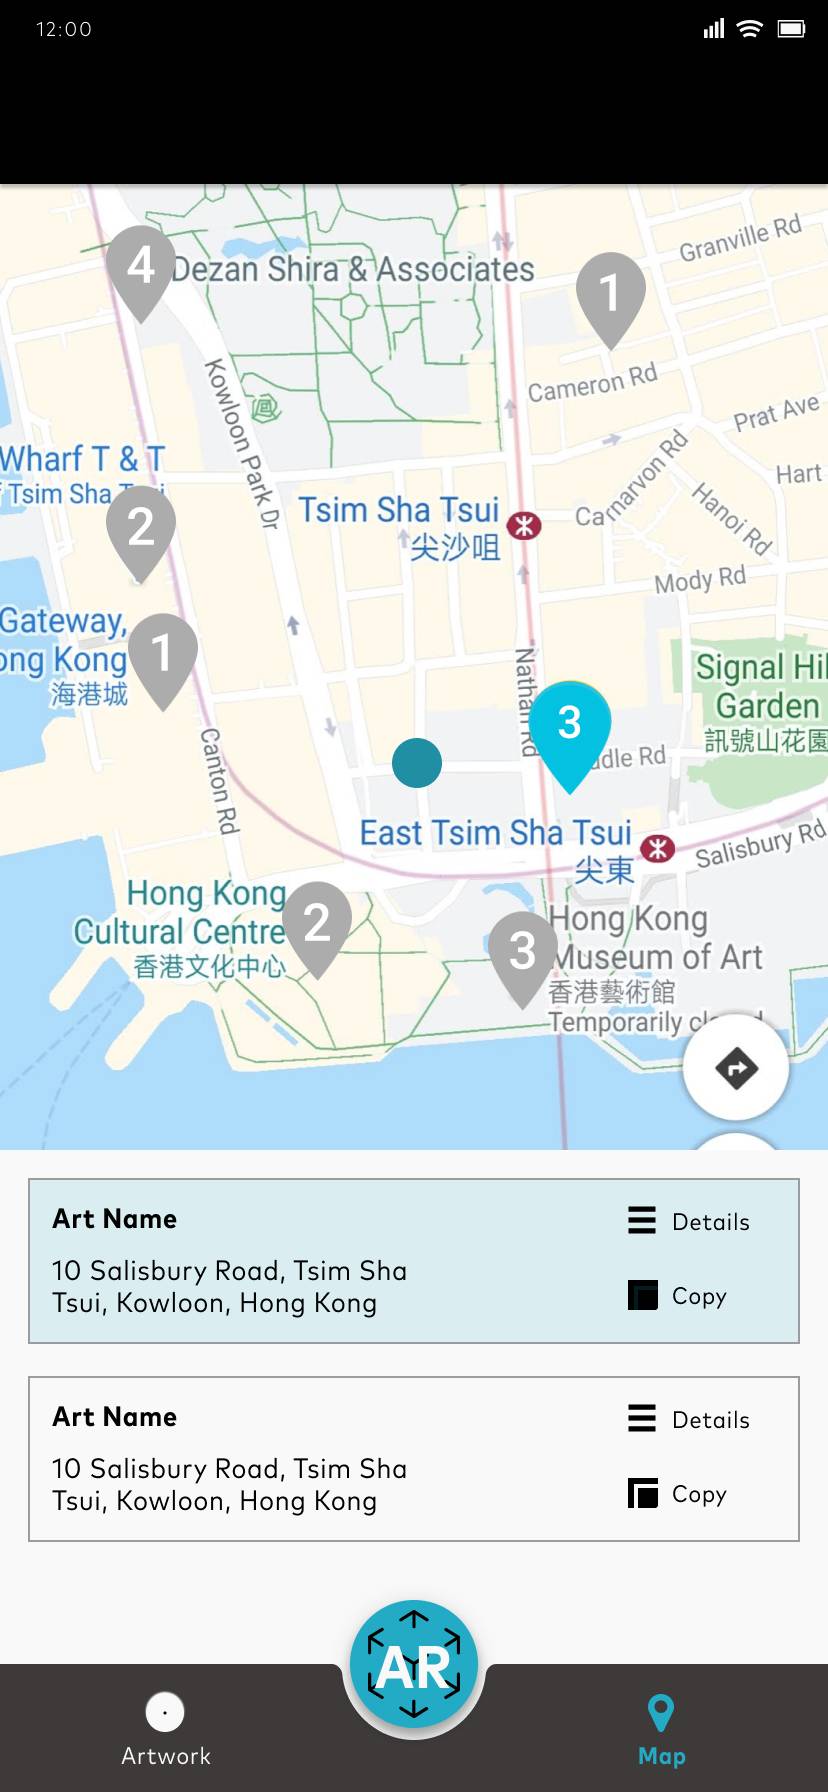 12:00
Granville Rd
4
Dezan Shira & Associates
1
Cameron Rd
Kowloon Park Dr
Prat Ave
Wharf T & T
Tsim Sha
Carnarvon Rd
Hart
Hanoi Rd
2
Tsim Sha Tsui
尖沙咀
Mody Rd
Gateway,
ong Kong
海港城
1
Nathan Rd
Signal Hil
Garden
訊號山花園
3
dle Rd
Canton Rd
East Tsim Sha Tsui
尖東
Salisbury Rd
Hong Kong
Cultural Centre
香港文化中心
2
3
Hong Kong
Museum of Art
香港藝術館
Temporarily
Art Name
Details
10 Salisbury Road, Tsim Sha
Tsui, Kowloon, Hong Kong
Copy
Art Name
Details
10 Salisbury Road, Tsim Sha
Tsui, Kowloon, Hong Kong
Copy
AR
Artwork
Map